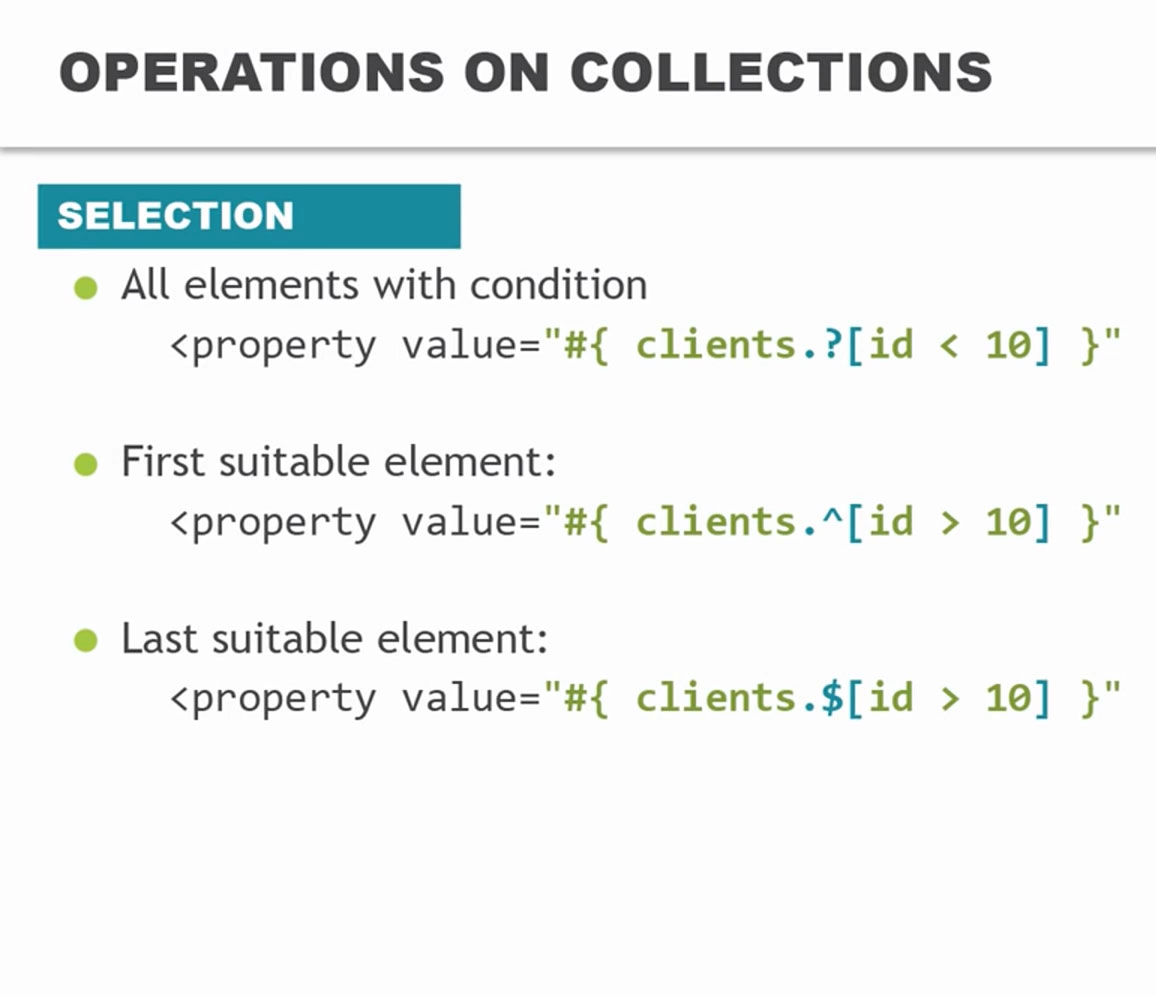 OPERATIONS ON COLLECTIONS
SELECTION
All elements with condition
<property value="#{ clients.?[id < 10] }"
First suitable element:
<property value="#{ clients.^[id > 10] }"
Last suitable element:
<property value="#{ clients.$[id > 10] }"